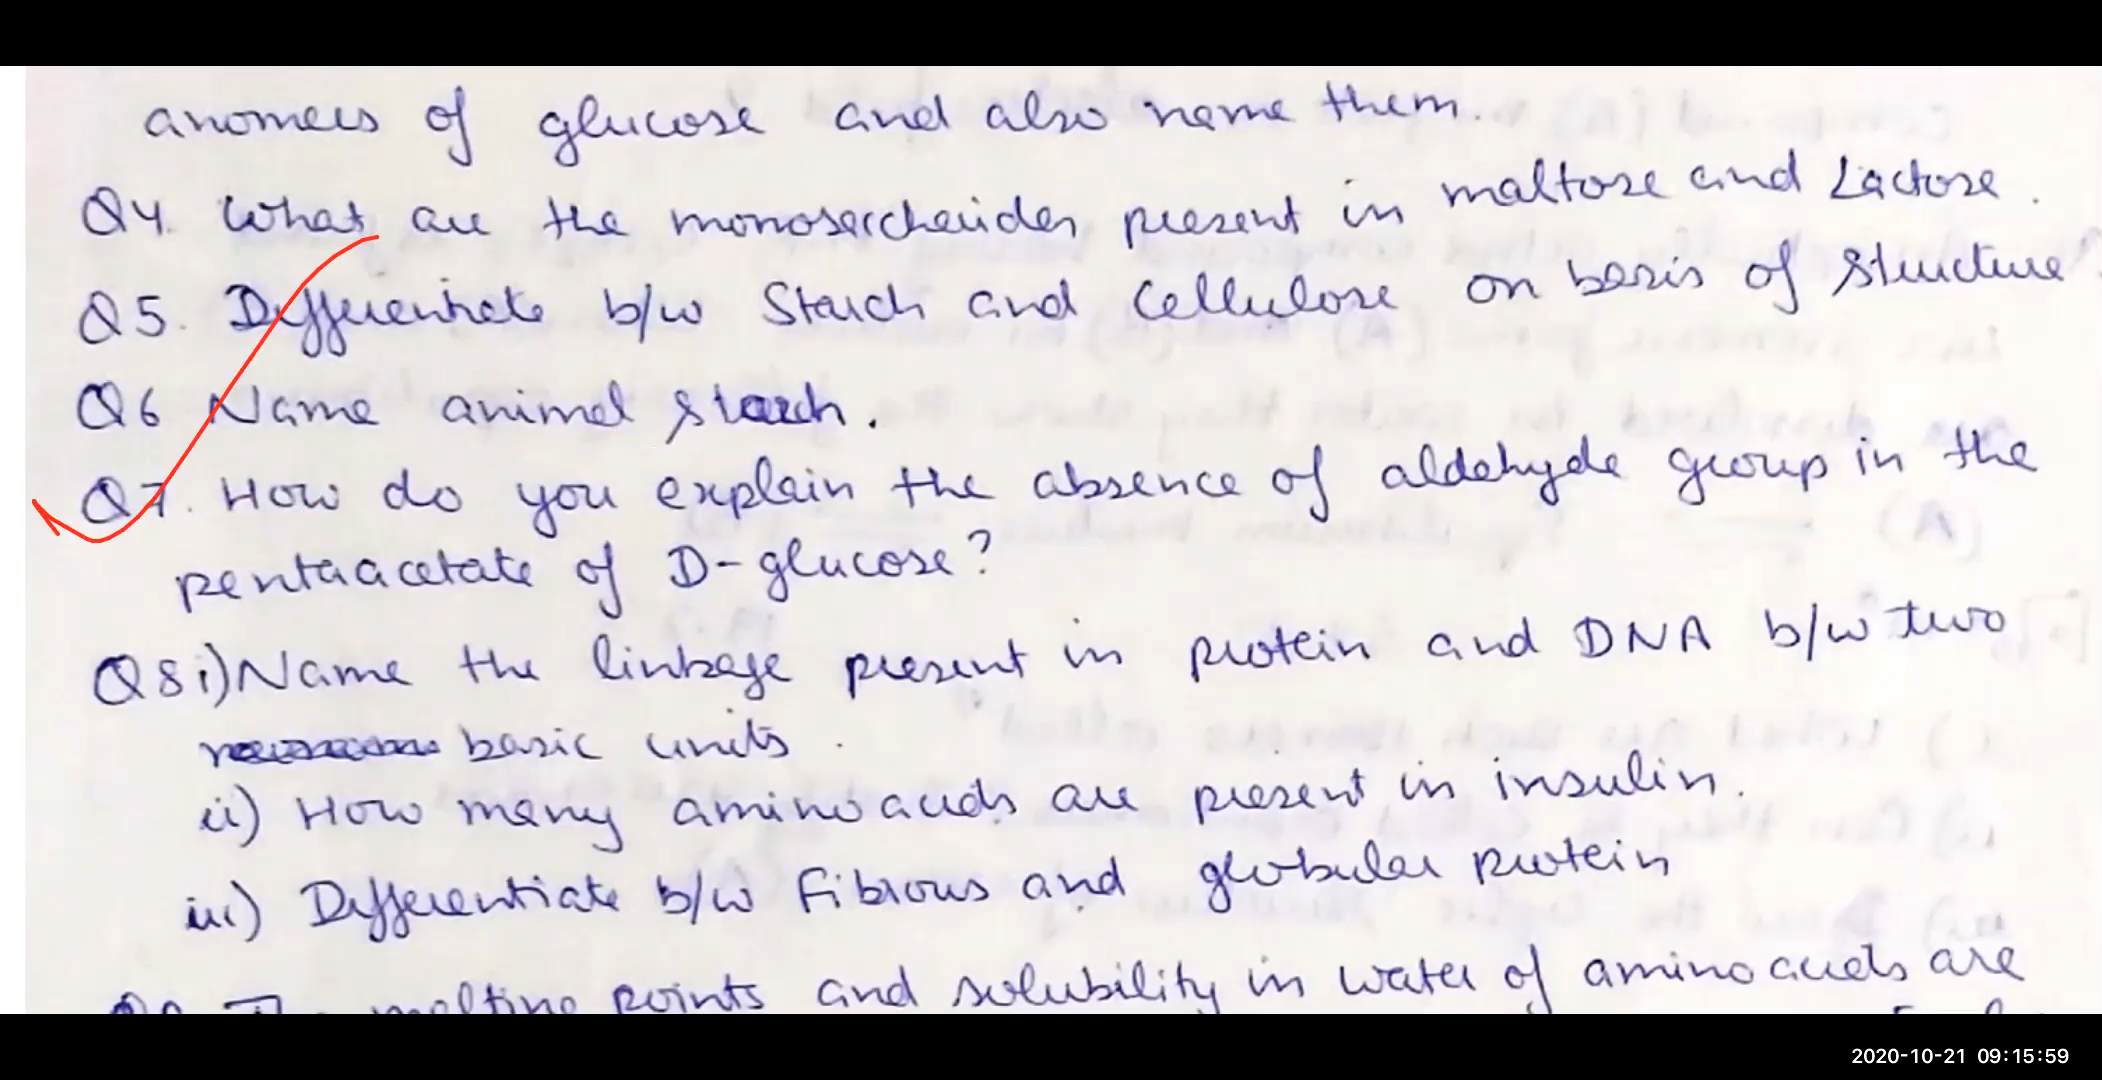 anomers of glucose and also name them.
Q4. What are the monosaccharides present in maltose and Lactose.
Q5. Differentiate b/w Starch and Cellulose on basis of structure
Q6 Name animal starch.
Q7. How do you explain the absence of aldehyde group in the
pentaacetate of D-glucose?
Q8 i) Name the linkage present in protein and DNA b/w two
basic units.
ii) How many amino acids are present in insulin.
iii) Differentiate b/w Fibrous and globular protein
melting points and solubility in water of amino acids are
2020-10-21 09:15:59